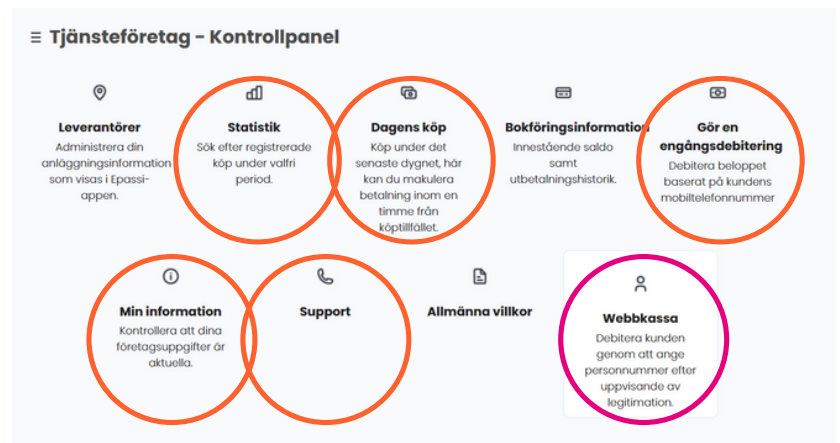 Tjänsteföretag - Kontrollpanel
Leverantörer
Administrera din
anläggningsinformation
som visas i Epassi-
appen.
Statistik
Sök efter registrerade
köp under valfri
period.
Dagens köp
Köp under det
senaste dygnet, här
kan du makulera
betalning inom en
timme från
köptillfället.
Bokföringsinformation
Innestående saldo
samt
utbetalningshistorik.
Gör en
engångsdebitering
Debitera beloppet
baserat på kundens
mobiltelefonnummer
Min information
Kontrollera att dina
företagsuppgifter är
aktuella.
Support
Allmänna villkor
Webbkassa
Debitera kunden
genom att ange
personnummer efter
uppvisande av
legitimation.